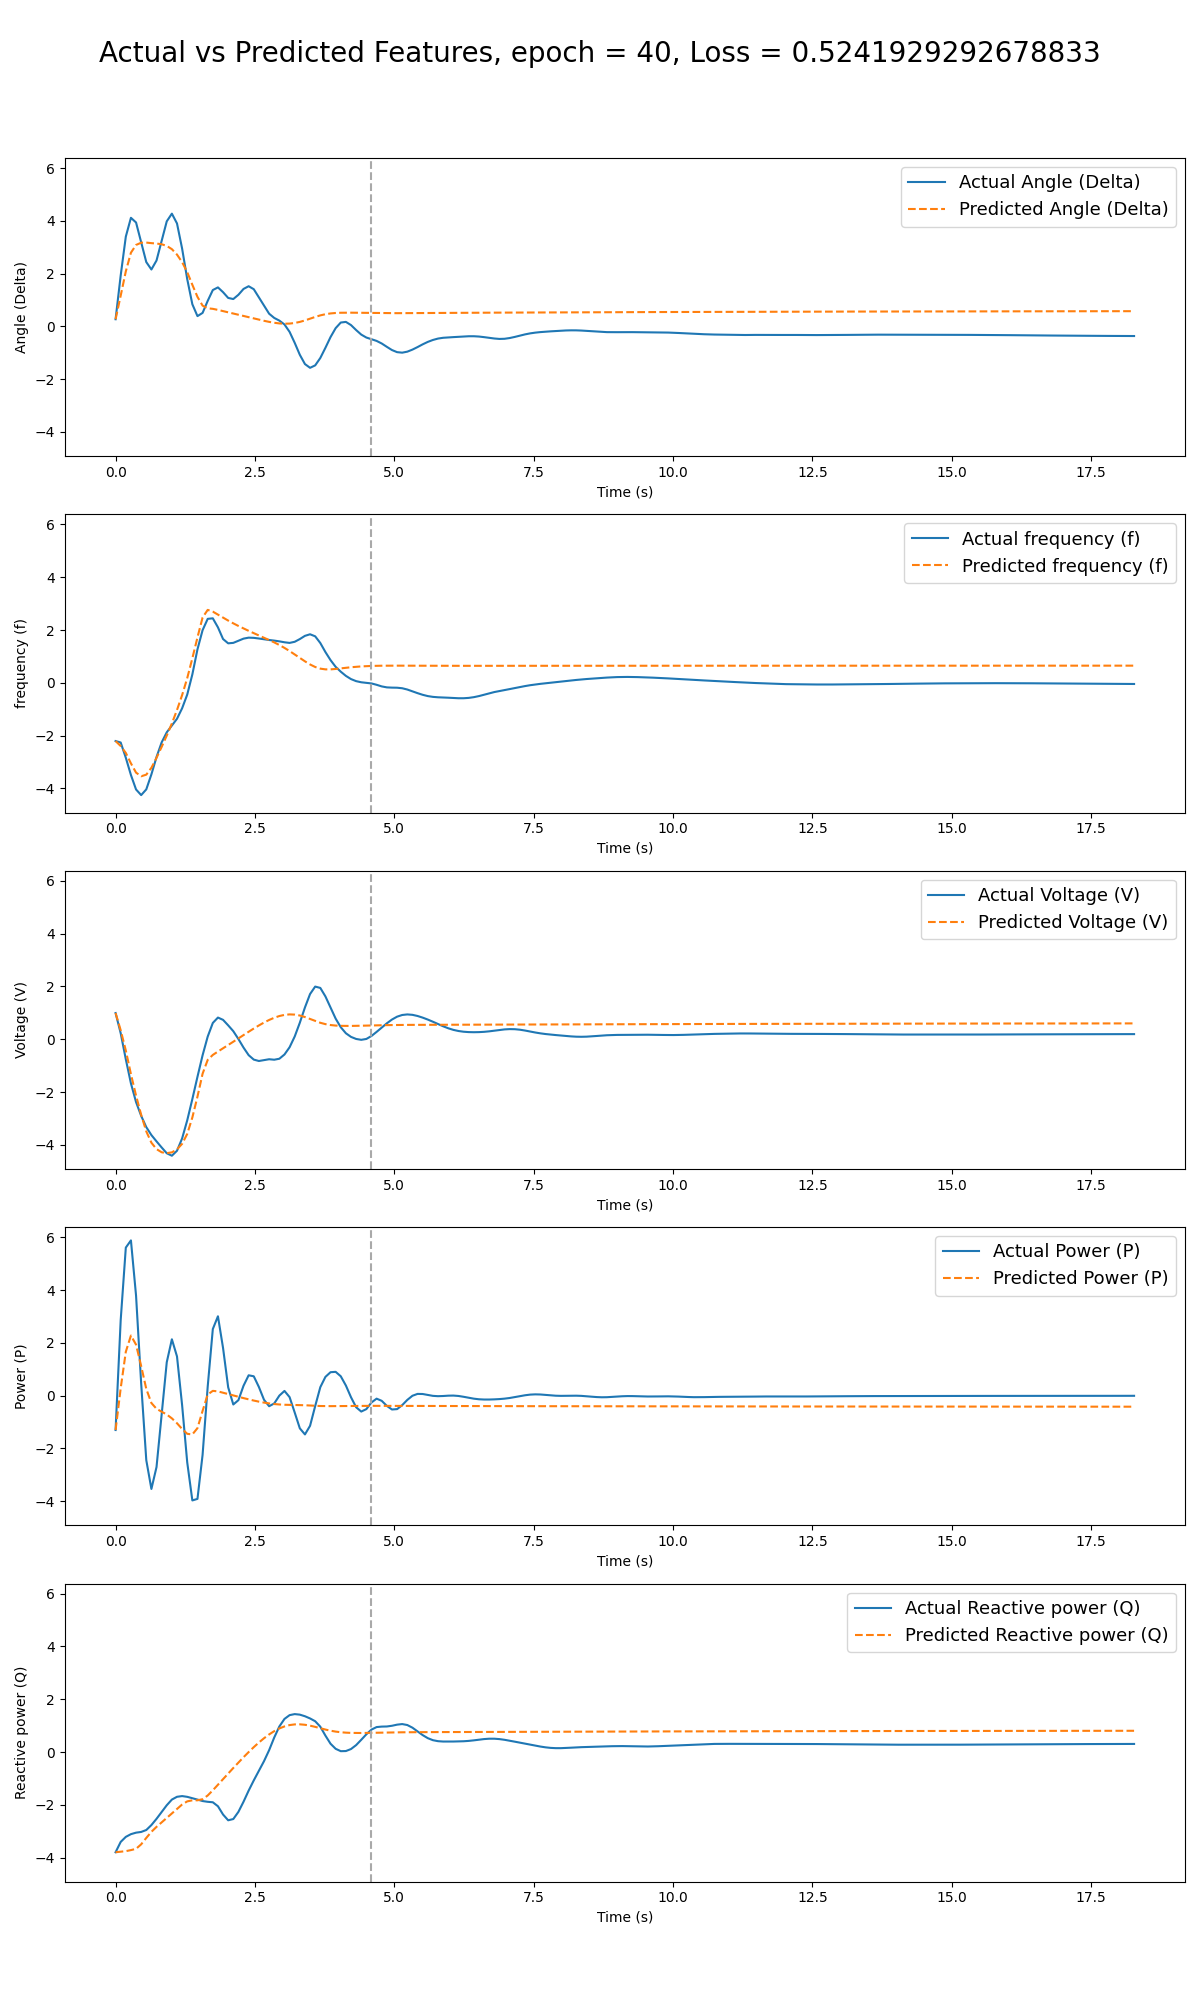 Actual vs Predicted Features, epoch = 40, Loss = 0.5241929292678833
6
4
2
0
−2
−4
Angle (Delta)
Actual Angle (Delta)
Predicted Angle (Delta)
0.0 2.5 5.0 7.5 10.0 12.5 15.0 17.5
Time (s)
6
4
2
0
−2
−4
frequency (f)
Actual frequency (f)
Predicted frequency (f)
0.0 2.5 5.0 7.5 10.0 12.5 15.0 17.5
Time (s)
6
4
2
0
−2
−4
Voltage (V)
Actual Voltage (V)
Predicted Voltage (V)
0.0 2.5 5.0 7.5 10.0 12.5 15.0 17.5
Time (s)
6
4
2
0
−2
−4
Power (P)
Actual Power (P)
Predicted Power (P)
0.0 2.5 5.0 7.5 10.0 12.5 15.0 17.5
Time (s)
6
4
2
0
−2
−4
Reactive power (Q)
Actual Reactive power (Q)
Predicted Reactive power (Q)
0.0 2.5 5.0 7.5 10.0 12.5 15.0 17.5
Time (s)